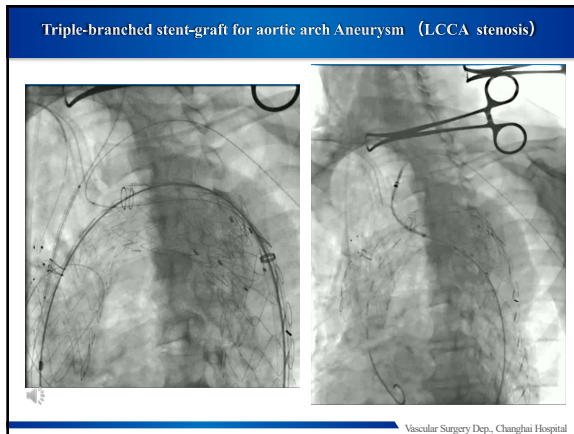 Triple-branched stent-graft for aortic arch Aneurysm （LCCA stenosis）
Vascular Surgery Dep., Changhai Hospital